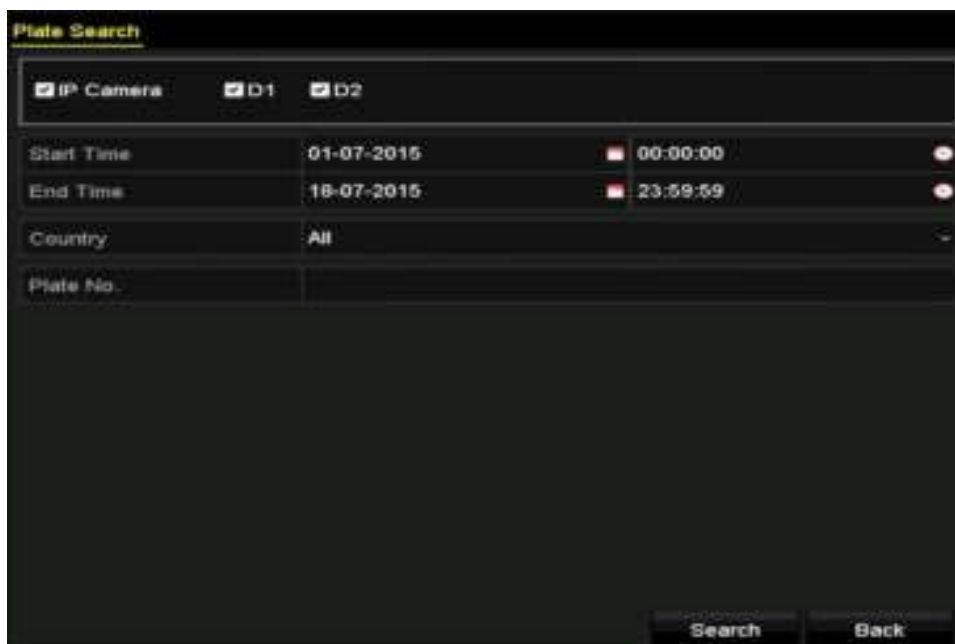 Plate Search
IP Camera D1 D2
Start Time 01-07-2015 00:00:00
End Time 18-07-2015 23:59:59
Country All
Plate No.
Search Back